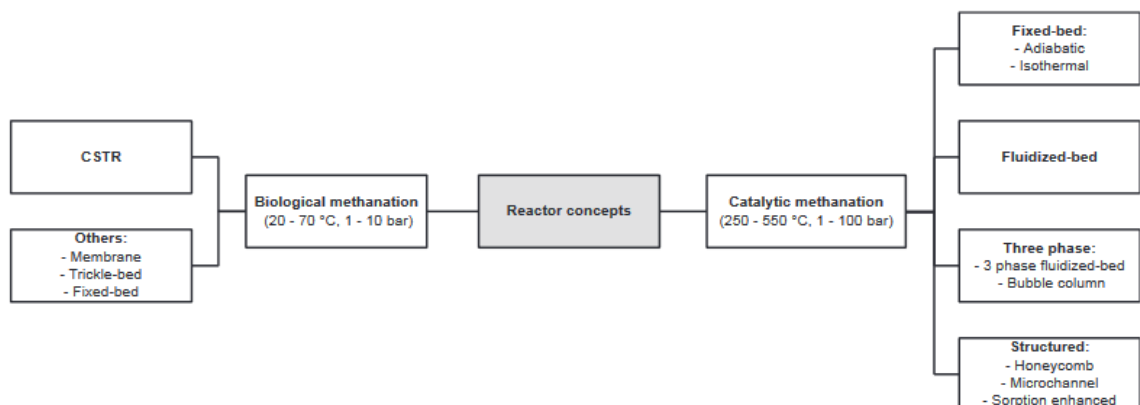 CSTR
Others:
- Membrane
- Trickle-bed
- Fixed-bed
Biological methanation
(20 - 70 °C, 1 - 10 bar)
Reactor concepts
Catalytic methanation
(250 - 550 °C, 1 - 100 bar)
Fixed-bed:
- Adiabatic
- Isothermal
Fluidized-bed
Three phase:
- 3 phase fluidized-bed
- Bubble column
Structured:
- Honeycomb
- Microchannel
- Sorption enhanced